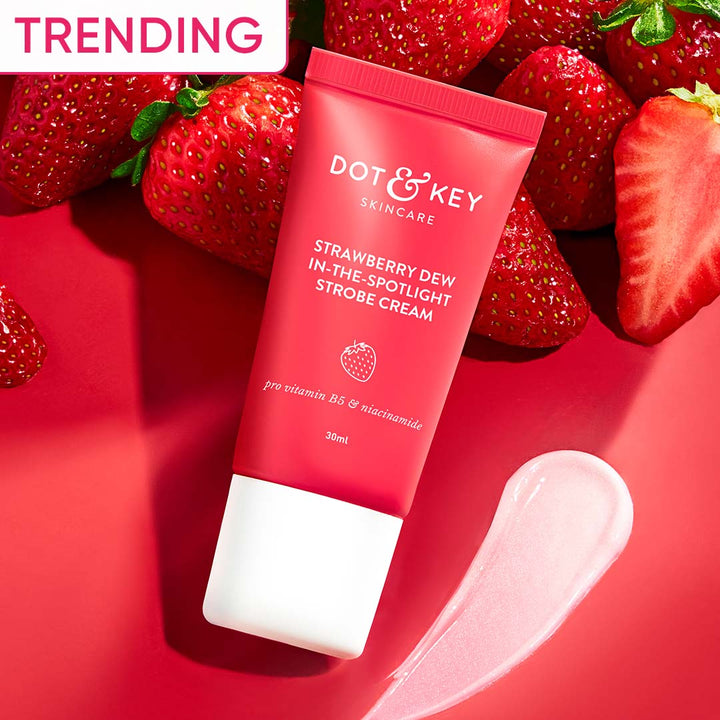 TRENDING
DOT & KEY
SKINCARE
STRAWBERRY DEW
IN-THE-SPOTLIGHT
STROBE CREAM
pro vitamin B5 & niacinamide
30ml